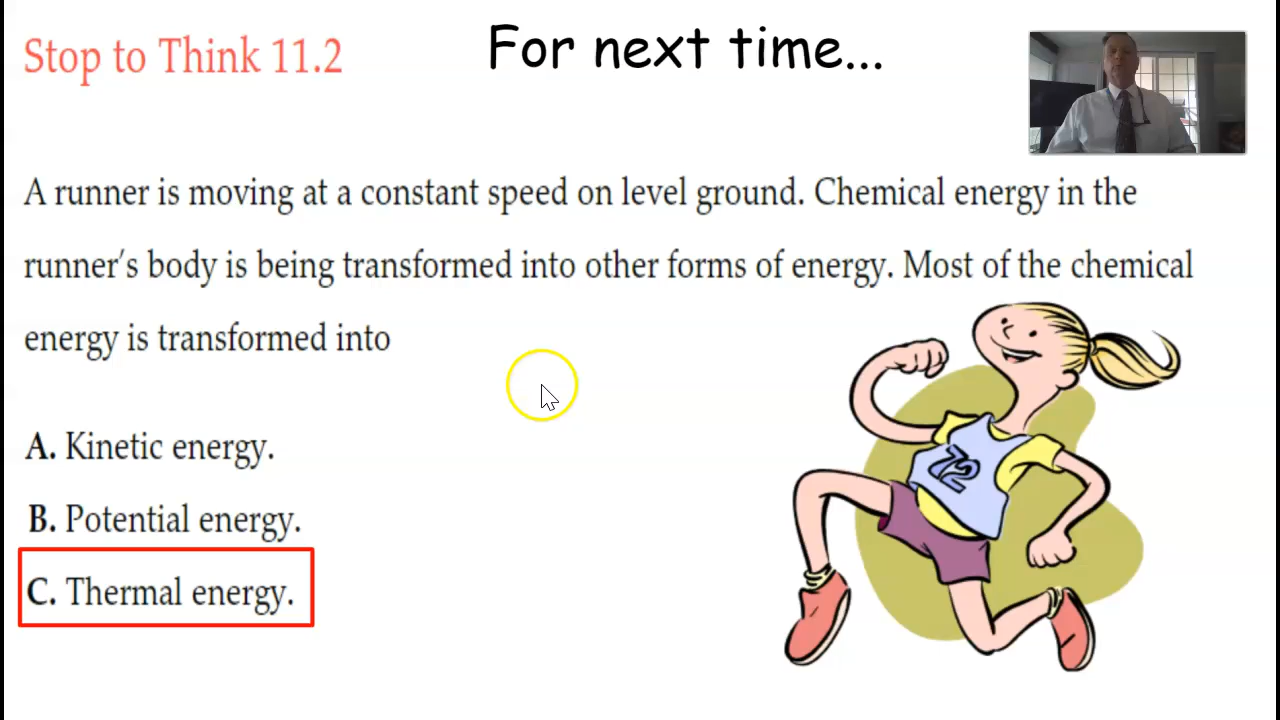 Stop to Think 11.2
For next time...
A runner is moving at a constant speed on level ground. Chemical energy in the
runner’s body is being transformed into other forms of energy. Most of the chemical
energy is transformed into
A. Kinetic energy.
B. Potential energy.
C. Thermal energy.
72